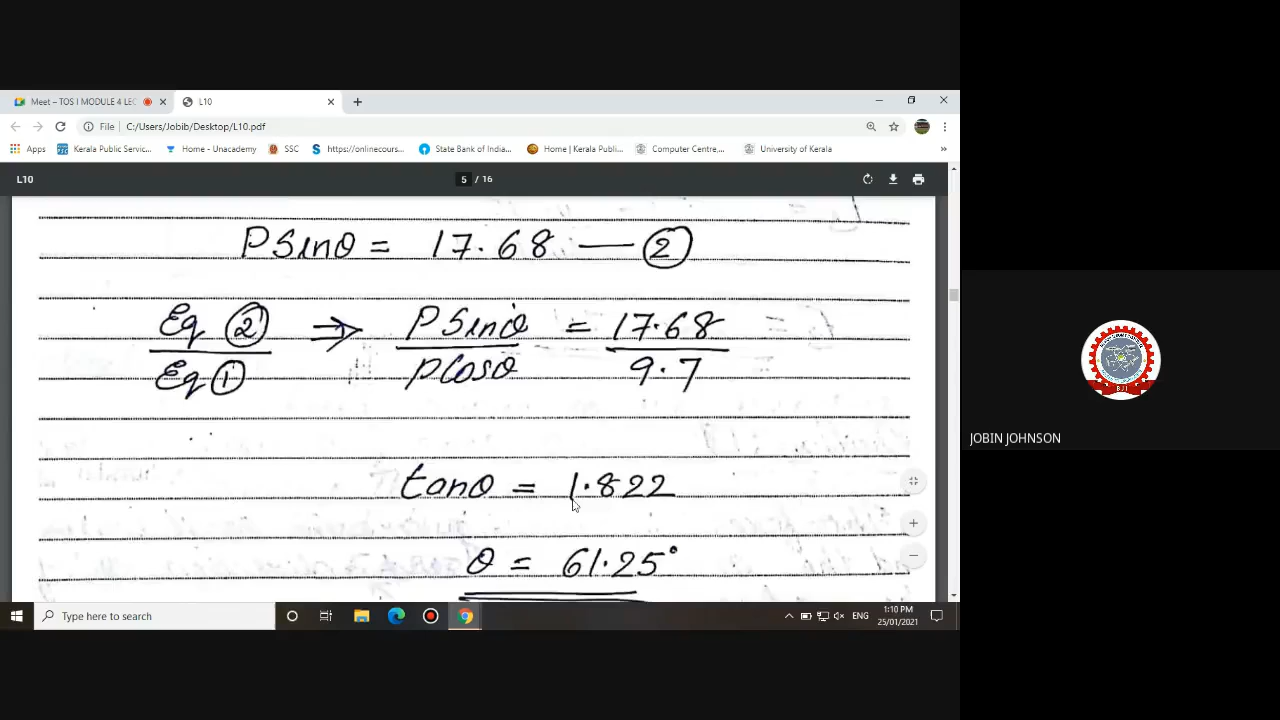 Meet – TOS I MODULE 4 LEC
L10
File
C:/Users/Jobib/Desktop/L10.pdf
Apps
Kerala Public Servic...
Home - Unacademy
SSC
https://onlinecours...
State Bank of India...
Home | Kerala Publi...
Computer Centre,...
University of Kerala
»
L10
5 / 16
PSinθ = 17.68 — ②
Eq ② ⇒ PSinθ = 17.68
Eq ① PCosθ 9.7
tanθ = 1.822
θ = 61.25°
JOBIN JOHNSON
Type here to search
ENG
1:10 PM
25/01/2021